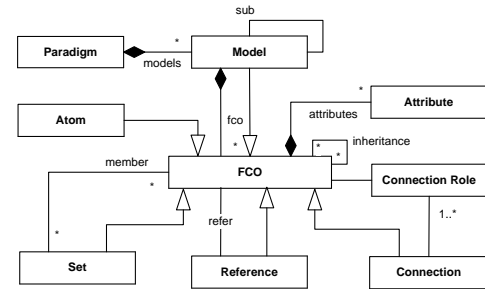 sub
Paradigm
*
Model
models
*
Attribute
Atom
fco
attributes
*
*
inheritance
*
member
*
FCO
Connection Role
refer
1..*
*
Set
Reference
Connection